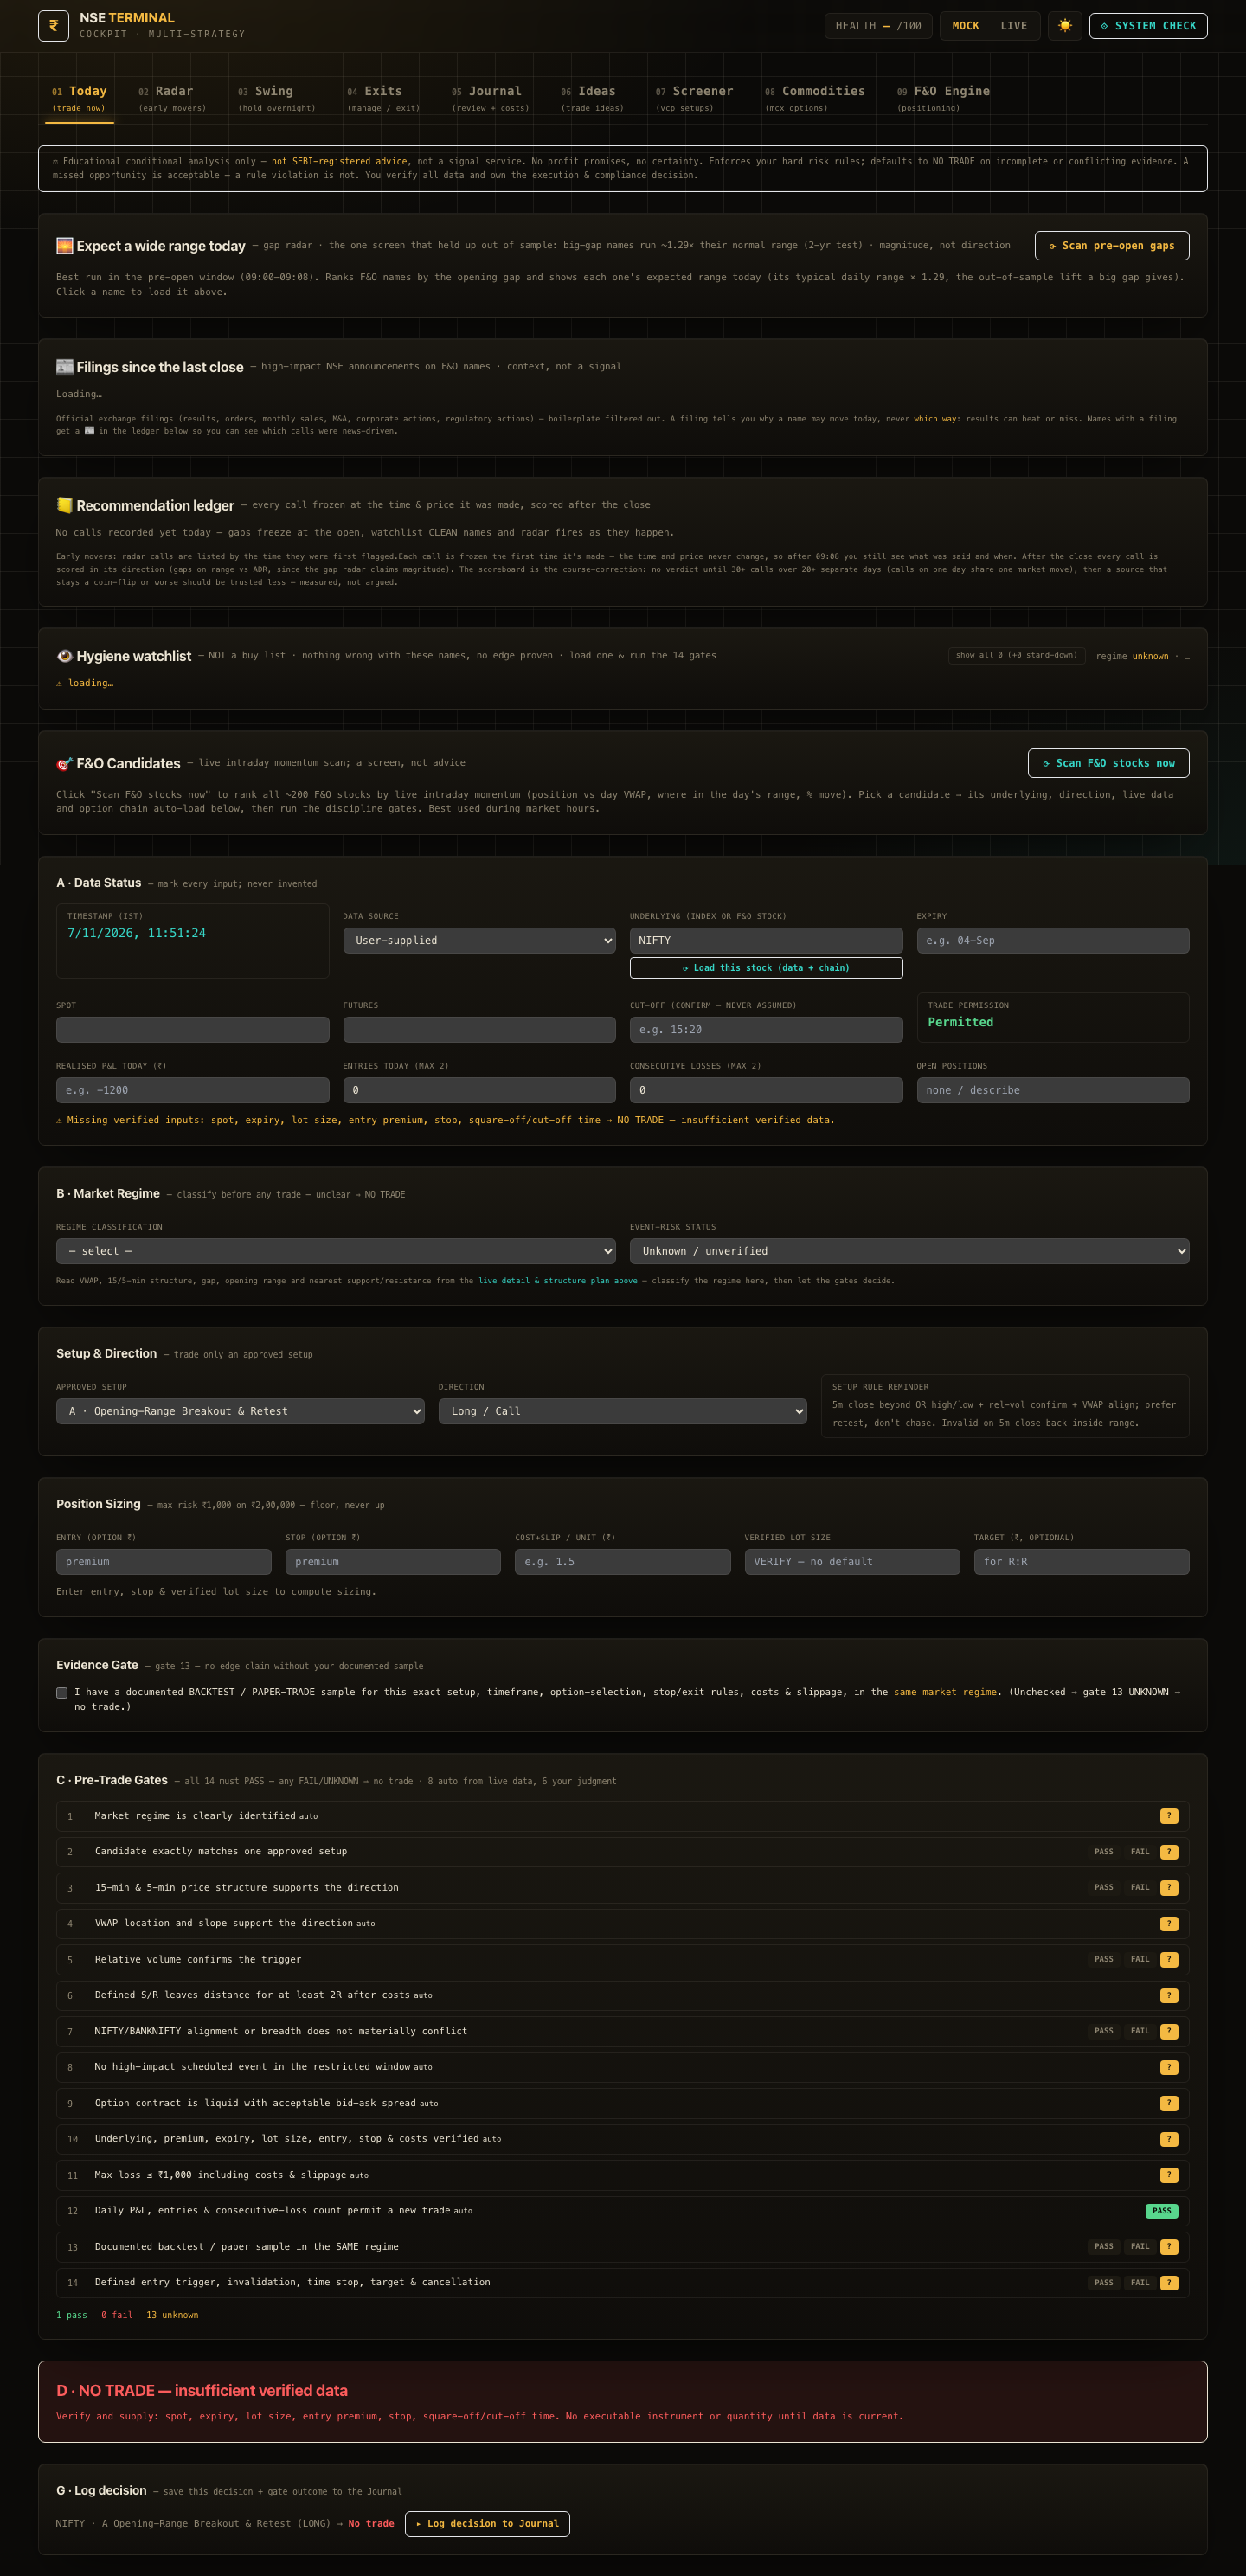 ₹
NSE TERMINAL
COCKPIT · MULTI-STRATEGY
HEALTH — /100
MOCK LIVE
SYSTEM CHECK
01 Today
(trade now)
02 Radar
(early movers)
03 Swing
(hold overnight)
04 Exits
(manage / exit)
05 Journal
(review + costs)
06 Ideas
(trade ideas)
07 Screener
(vcp setups)
08 Commodities
(mcx options)
09 F&O Engine
(positioning)
⚖ Educational conditional analysis only — not SEBI-registered advice, not a signal service. No profit promises, no certainty. Enforces your hard risk rules; defaults to NO TRADE on incomplete or conflicting evidence. A
missed opportunity is acceptable — a rule violation is not. You verify all data and own the execution & compliance decision.
🌅 Expect a wide range today — gap radar · the one screen that held up out of sample: big-gap names run ~1.29× their normal range (2-yr test) · magnitude, not direction
⟳ Scan pre-open gaps
Best run in the pre-open window (09:00–09:08). Ranks F&O names by the opening gap and shows each one's expected range today (its typical daily range × 1.29, the out-of-sample lift a big gap gives).
Click a name to load it above.
📰 Filings since the last close — high-impact NSE announcements on F&O names · context, not a signal
Loading…
Official exchange filings (results, orders, monthly sales, M&A, corporate actions, regulatory actions) — boilerplate filtered out. A filing tells you why a name may move today, never which way: results can beat or miss. Names with a filing
get a 📰 in the ledger below so you can see which calls were news-driven.
📒 Recommendation ledger — every call frozen at the time & price it was made, scored after the close
No calls recorded yet today — gaps freeze at the open, watchlist CLEAN names and radar fires as they happen.
Early movers: radar calls are listed by the time they were first flagged.Each call is frozen the first time it's made — the time and price never change, so after 09:08 you still see what was said and when. After the close every call is
scored in its direction (gaps on range vs ADR, since the gap radar claims magnitude). The scoreboard is the course-correction: no verdict until 30+ calls over 20+ separate days (calls on one day share one market move), then a source that
stays a coin-flip or worse should be trusted less — measured, not argued.
👁 Hygiene watchlist — NOT a buy list · nothing wrong with these names, no edge proven · load one & run the 14 gates
show all 0 (+0 stand-down)
regime unknown · …
⚠ loading…
🎯 F&O Candidates — live intraday momentum scan; a screen, not advice
⟳ Scan F&O stocks now
Click "Scan F&O stocks now" to rank all ~200 F&O stocks by live intraday momentum (position vs day VWAP, where in the day's range, % move). Pick a candidate → its underlying, direction, live data
and option chain auto-load below, then run the discipline gates. Best used during market hours.
A · Data Status — mark every input; never invented
TIMESTAMP (IST)
7/11/2026, 11:51:24
DATA SOURCE
User-supplied
UNDERLYING (INDEX OR F&O STOCK)
NIFTY
⟳ Load this stock (data + chain)
EXPIRY
e.g. 04-Sep
SPOT
FUTURES
CUT-OFF (CONFIRM — NEVER ASSUMED)
e.g. 15:20
TRADE PERMISSION
Permitted
REALISED P&L TODAY (₹)
e.g. -1200
ENTRIES TODAY (MAX 2)
0
CONSECUTIVE LOSSES (MAX 2)
0
OPEN POSITIONS
none / describe
⚠ Missing verified inputs: spot, expiry, lot size, entry premium, stop, square-off/cut-off time → NO TRADE — insufficient verified data.
B · Market Regime — classify before any trade — unclear → NO TRADE
REGIME CLASSIFICATION
— select —
EVENT-RISK STATUS
Unknown / unverified
Read VWAP, 15/5-min structure, gap, opening range and nearest support/resistance from the live detail & structure plan above — classify the regime here, then let the gates decide.
Setup & Direction — trade only an approved setup
APPROVED SETUP
A · Opening-Range Breakout & Retest
DIRECTION
Long / Call
SETUP RULE REMINDER
5m close beyond OR high/low + rel-vol confirm + VWAP align; prefer
retest, don't chase. Invalid on 5m close back inside range.
Position Sizing — max risk ₹1,000 on ₹2,00,000 — floor, never up
ENTRY (OPTION ₹)
premium
STOP (OPTION ₹)
premium
COST+SLIP / UNIT (₹)
e.g. 1.5
VERIFIED LOT SIZE
VERIFY — no default
TARGET (₹, OPTIONAL)
for R:R
Enter entry, stop & verified lot size to compute sizing.
Evidence Gate — gate 13 — no edge claim without your documented sample
I have a documented BACKTEST / PAPER-TRADE sample for this exact setup, timeframe, option-selection, stop/exit rules, costs & slippage, in the same market regime. (Unchecked → gate 13 UNKNOWN →
no trade.)
C · Pre-Trade Gates — all 14 must PASS — any FAIL/UNKNOWN → no trade · 8 auto from live data, 6 your judgment
1 Market regime is clearly identified auto ?
2 Candidate exactly matches one approved setup PASS FAIL ?
3 15-min & 5-min price structure supports the direction PASS FAIL ?
4 VWAP location and slope support the direction auto ?
5 Relative volume confirms the trigger PASS FAIL ?
6 Defined S/R leaves distance for at least 2R after costs auto ?
7 NIFTY/BANKNIFTY alignment or breadth does not materially conflict PASS FAIL ?
8 No high-impact scheduled event in the restricted window auto ?
9 Option contract is liquid with acceptable bid-ask spread auto ?
10 Underlying, premium, expiry, lot size, entry, stop & costs verified auto ?
11 Max loss ≤ ₹1,000 including costs & slippage auto ?
12 Daily P&L, entries & consecutive-loss count permit a new trade auto PASS
13 Documented backtest / paper sample in the SAME regime PASS FAIL ?
14 Defined entry trigger, invalidation, time stop, target & cancellation PASS FAIL ?
1 pass 0 fail 13 unknown
D · NO TRADE — insufficient verified data
Verify and supply: spot, expiry, lot size, entry premium, stop, square-off/cut-off time. No executable instrument or quantity until data is current.
G · Log decision — save this decision + gate outcome to the Journal
NIFTY · A Opening-Range Breakout & Retest (LONG) → No trade
▸ Log decision to Journal